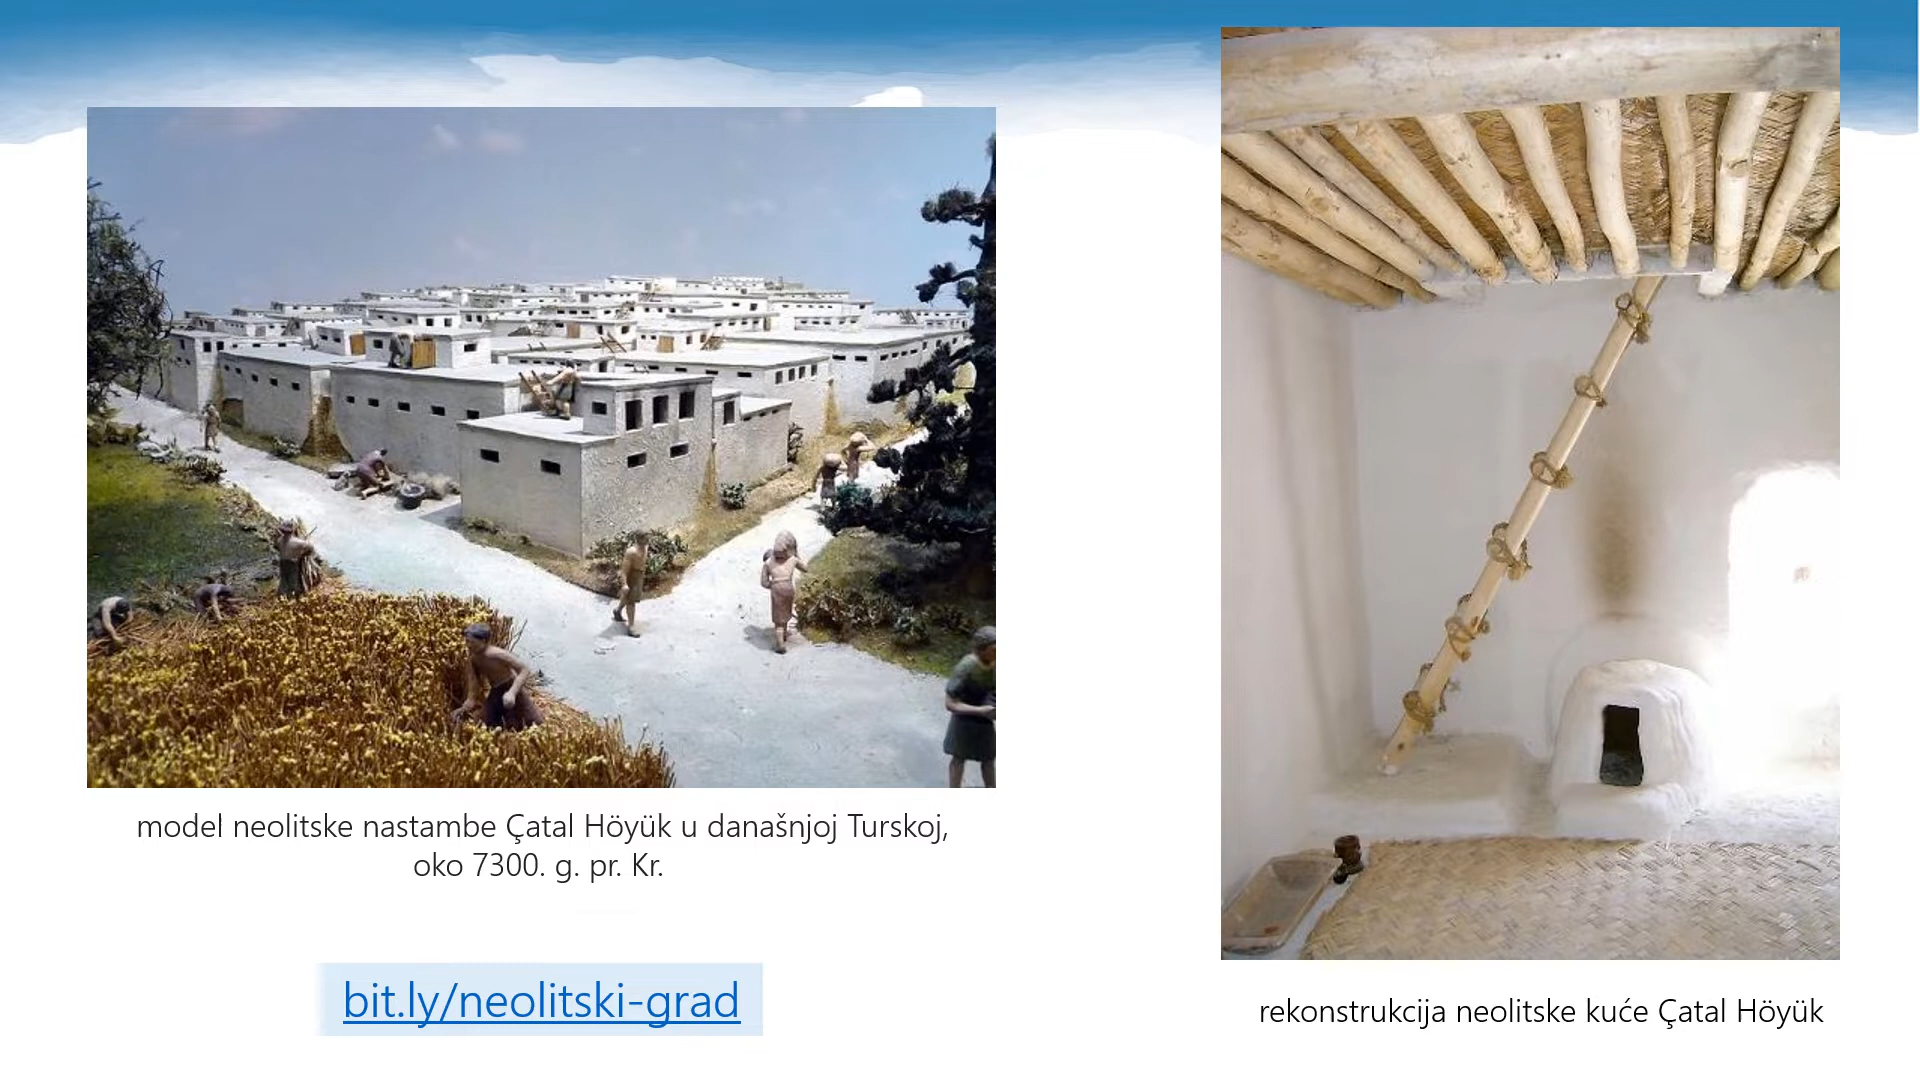 model neolitske nastambe Çatal Höyük u današnjoj Turskoj,
oko 7300. g. pr. Kr.
bit.ly/neolitski-grad
rekonstrukcija neolitske kuće Çatal Höyük